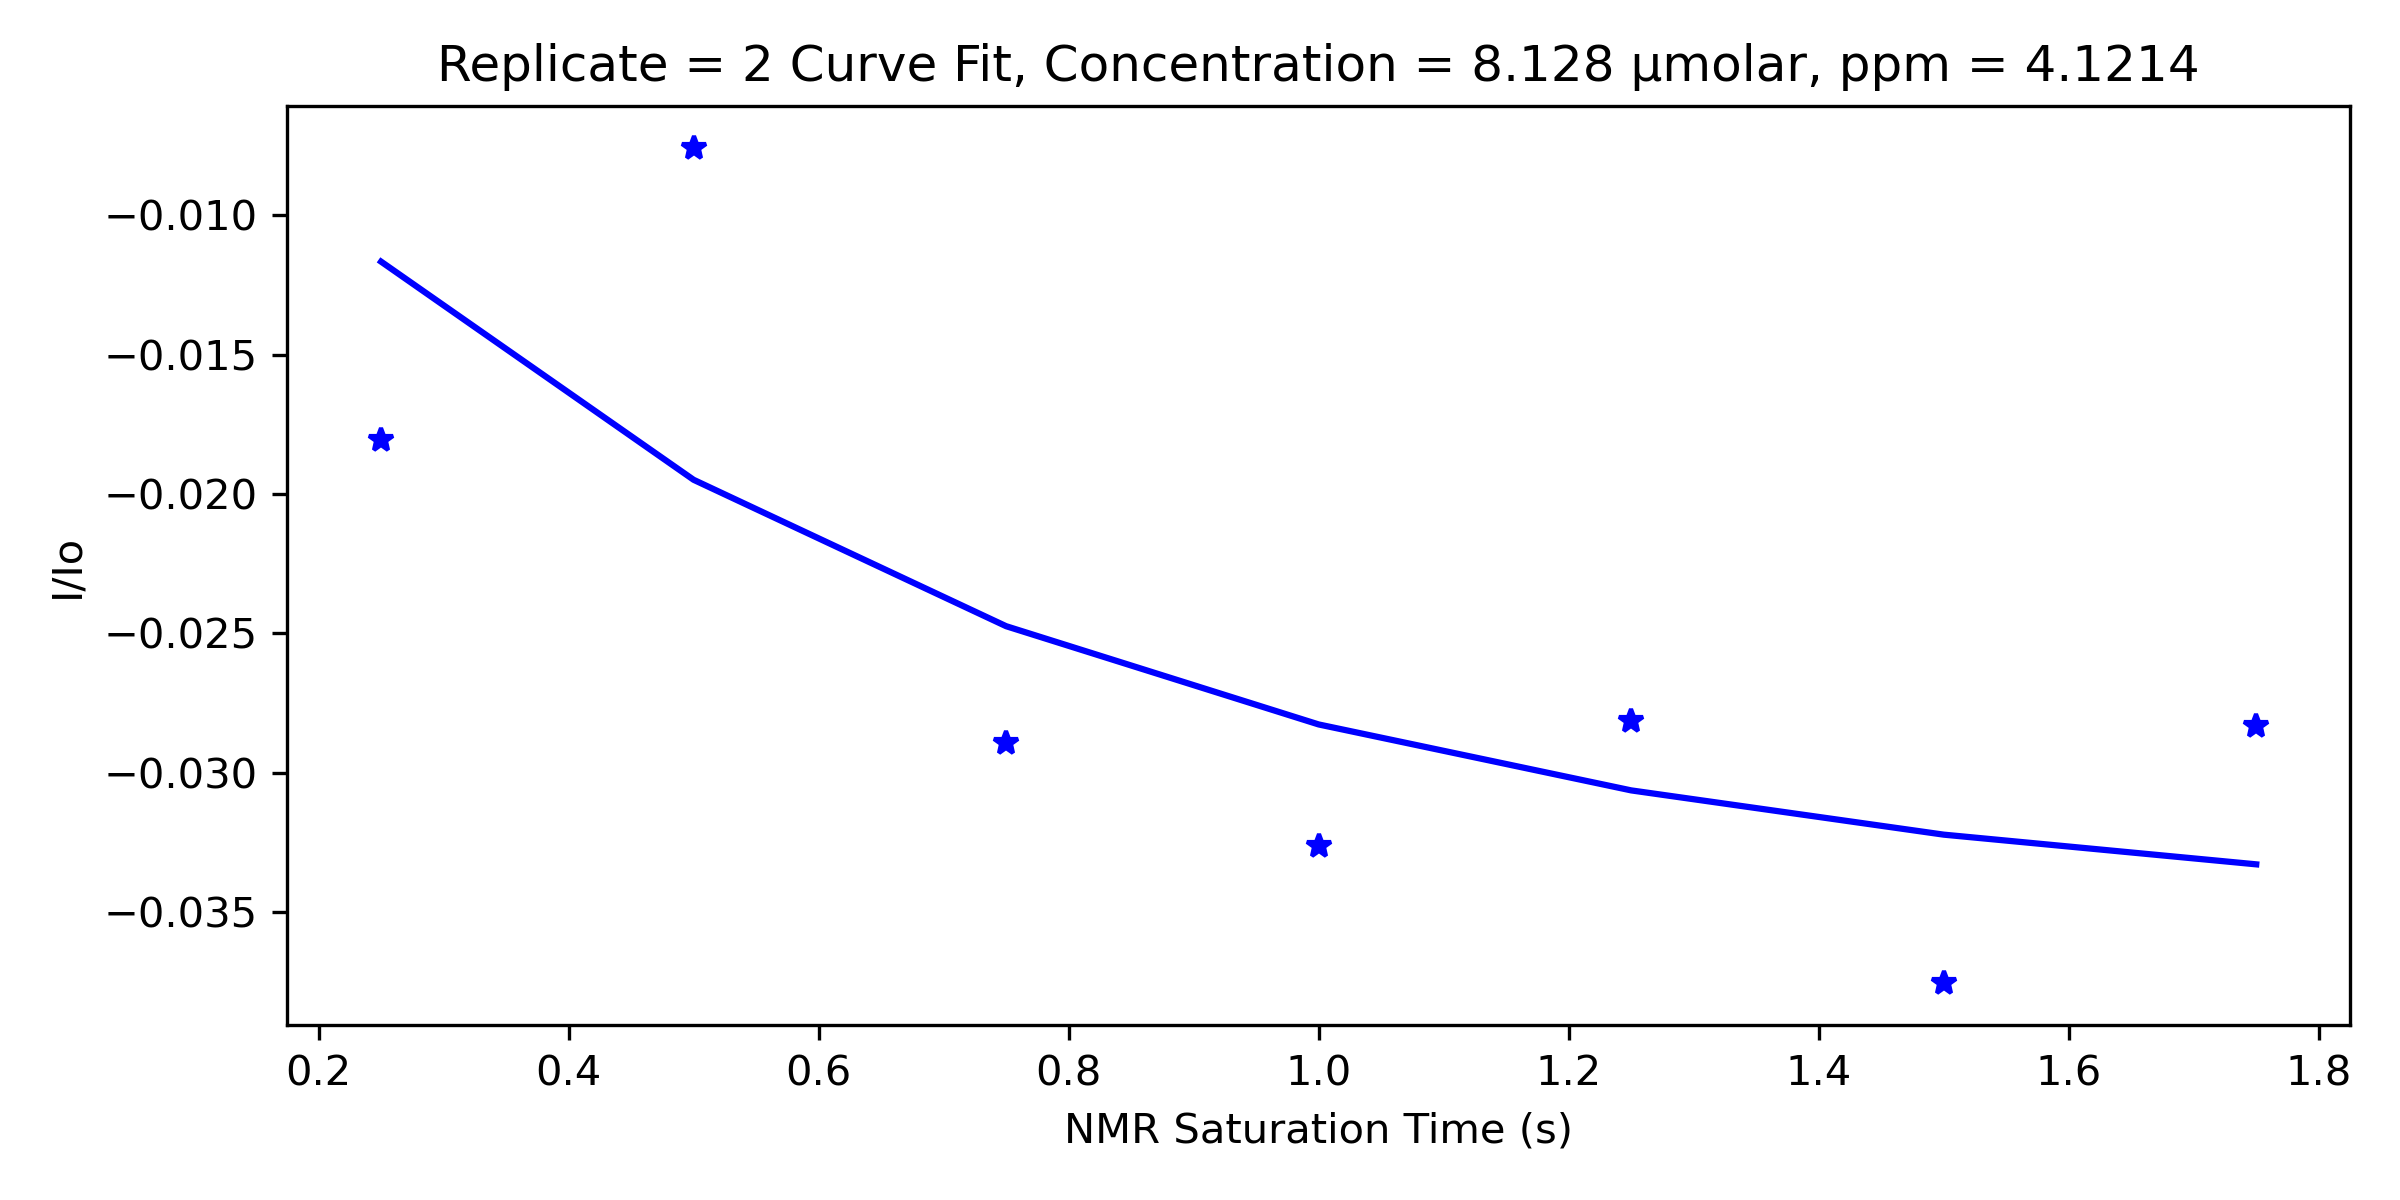 Replicate = 2 Curve Fit, Concentration = 8.128 μmolar, ppm = 4.1214
−0.010
−0.015
−0.020
−0.025
−0.030
−0.035
I/Io
0.2 0.4 0.6 0.8 1.0 1.2 1.4 1.6 1.8
NMR Saturation Time (s)